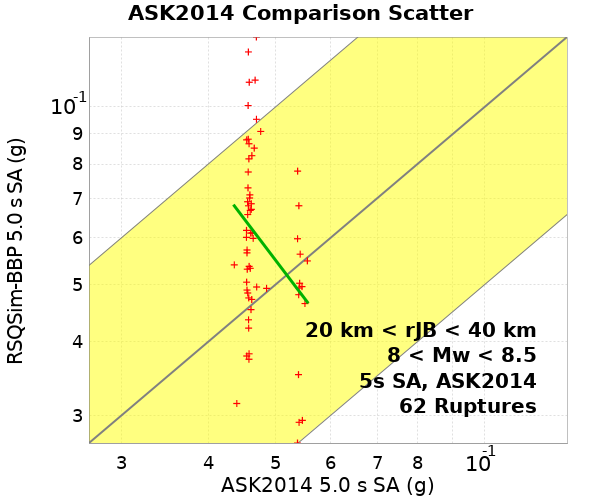 ASK2014 Comparison Scatter
RSQSim-BBP 5.0 s SA (g)
10-1
9
8
7
6
5
4
3
20 km < rJB < 40 km
8 < Mw < 8.5
5s SA, ASK2014
62 Ruptures
3 4 5 6 7 8 10-1
ASK2014 5.0 s SA (g)